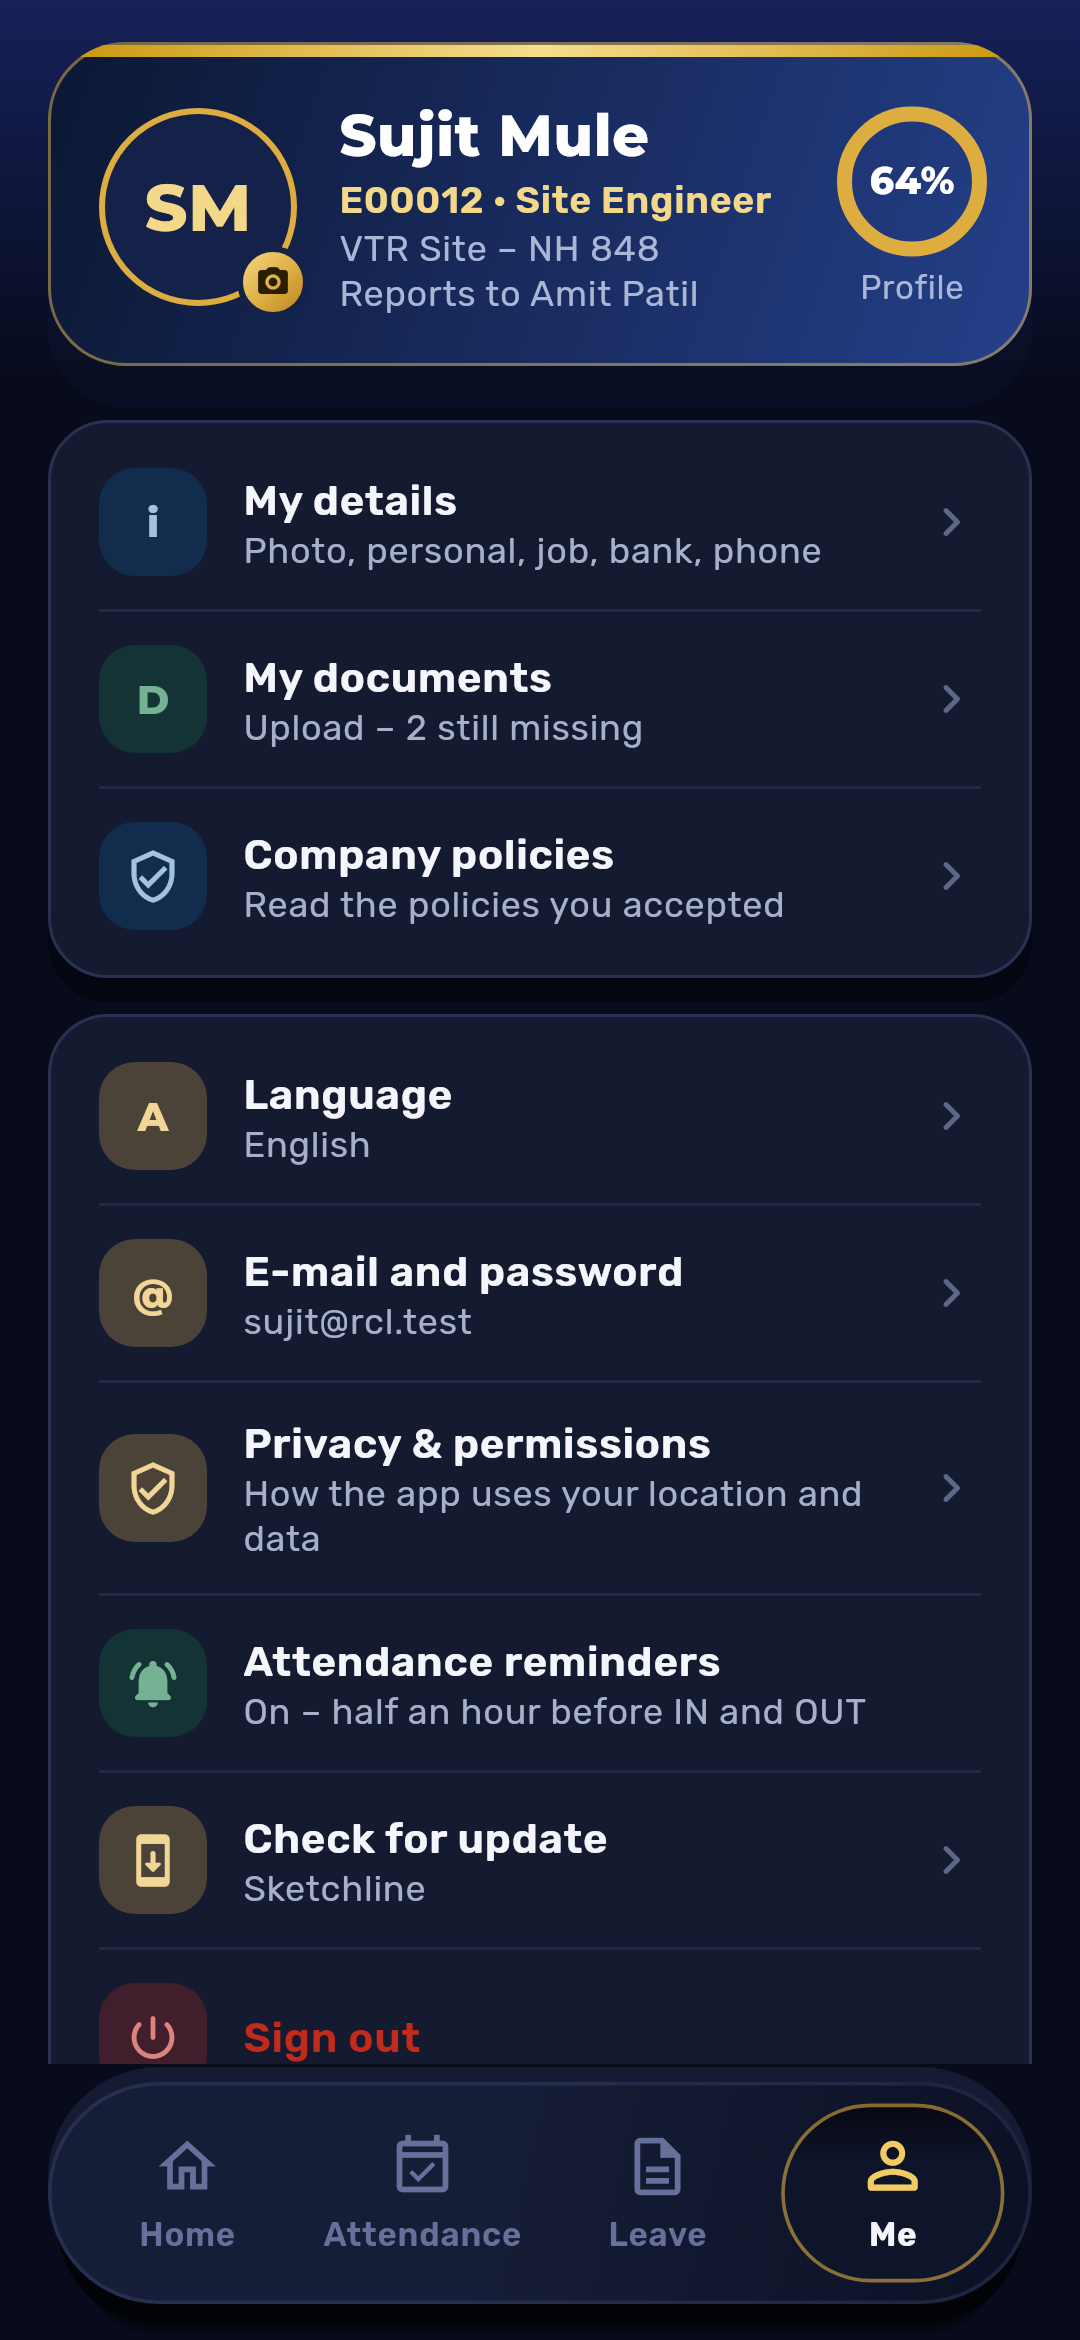 SM
Sujit Mule
E00012 • Site Engineer
VTR Site – NH 848
Reports to Amit Patil
64%
Profile
i
My details
Photo, personal, job, bank, phone
D
My documents
Upload – 2 still missing
Company policies
Read the policies you accepted
A
Language
English
@
E-mail and password
sujit@rcl.test
Privacy & permissions
How the app uses your location and
data
Attendance reminders
On – half an hour before IN and OUT
Check for update
Sketchline
Sign out
Home
Attendance
Leave
Me